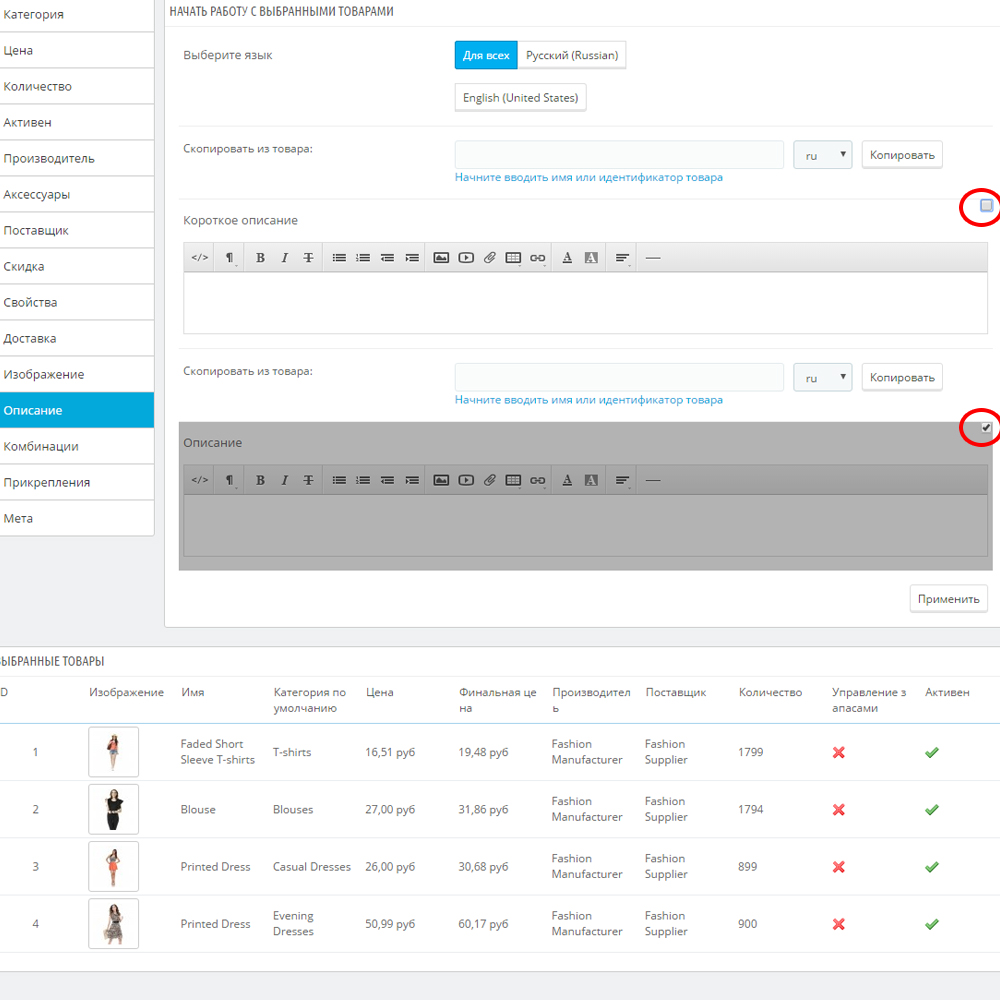 Категория
Цена
Количество
Активен
Производитель
Аксессуары
Поставщик
Скидка
Свойства
Доставка
Изображение
Описание
Комбинации
Прикрепления
Мета
НАЧАТЬ РАБОТУ С ВЫБРАННЫМИ ТОВАРАМИ
Выберите язык
Для всех Русский (Russian)
English (United States)
Скопировать из товара: ru Копировать
Начните вводить имя или идентификатор товара
Короткое описание
</> ¶ B I T A A
Скопировать из товара: ru Копировать
Начните вводить имя или идентификатор товара
Описание
</> ¶ B I T A A
Применить
ЫБРАННЫЕ ТОВАРЫ
D Изображение Имя Категория по Цена Финальная це Производител Поставщик Количество Управление з Активен
умолчанию на ь апасами
1 Faded Short T-shirts 16,51 руб 19,48 руб Fashion Fashion 1799
Sleeve T-shirts Manufacturer Supplier
2 Blouse Blouses 27,00 руб 31,86 руб Fashion Fashion 1794
Manufacturer Supplier
3 Printed Dress Casual Dresses 26,00 руб 30,68 руб Fashion Fashion 899
Manufacturer Supplier
4 Printed Dress Evening 50,99 руб 60,17 руб Fashion Fashion 900
Dresses Manufacturer Supplier